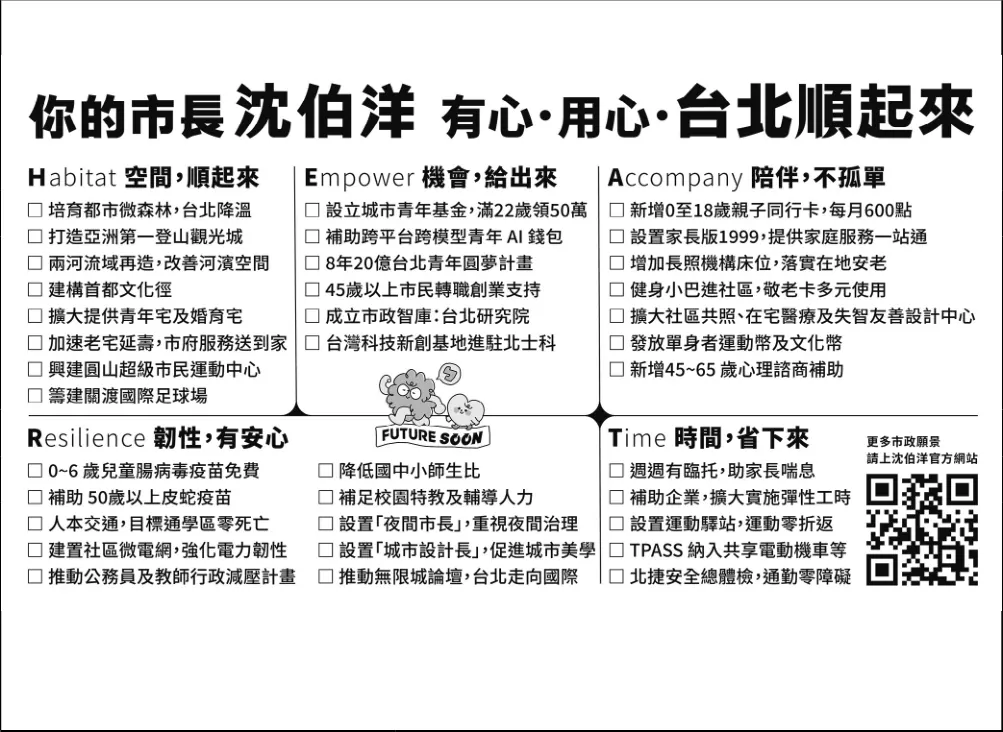 你的市長 沈伯洋 有心·用心·台北順起來
Habitat 空間，順起來
□ 培育都市微森林，台北降溫
□ 打造亞洲第一登山觀光城
□ 兩河流域再造，改善河濱空間
□ 建構首都文化徑
□ 擴大提供青年宅及婚育宅
□ 加速老宅延壽，市府服務送到家
□ 興建圓山超級市民運動中心
□ 籌建關渡國際足球場
Empower 機會，給出來
□ 設立城市青年基金，滿22歲領50萬
□ 補助跨平台跨模型青年 AI 錢包
□ 8年20億台北青年圓夢計畫
□ 45歲以上市民轉職創業支持
□ 成立市政智庫：台北研究院
□ 台灣科技新創基地進駐北士科
Accompany 陪伴，不孤單
□ 新增0至18歲親子同行卡，每月600點
□ 設置家長版1999，提供家庭服務一站通
□ 增加長照機構床位，落實在地安老
□ 健身小巴進社區，敬老卡多元使用
□ 擴大社區共照、在宅醫療及失智友善設計中心
□ 發放單身者運動幣及文化幣
□ 新增45~65 歲心理諮商補助
FUTURE SOON
Resilience 韌性，有安心
□ 0~6 歲兒童腸病毒疫苗免費
□ 補助 50歲以上皮蛇疫苗
□ 人本交通，目標通學區零死亡
□ 建置社區微電網，強化電力韌性
□ 推動公務員及教師行政減壓計畫
□ 降低國中小師生比
□ 補足校園特教及輔導人力
□ 設置「夜間市長」，重視夜間治理
□ 設置「城市設計長」，促進城市美學
□ 推動無限城論壇，台北走向國際
Time 時間，省下來
□ 週週有臨托，助家長喘息
□ 補助企業，擴大實施彈性工時
□ 設置運動驛站，運動零折返
□ TPASS 納入共享電動機車等
□ 北捷安全總體檢，通勤零障礙
更多市政願景
請上沈伯洋官方網站